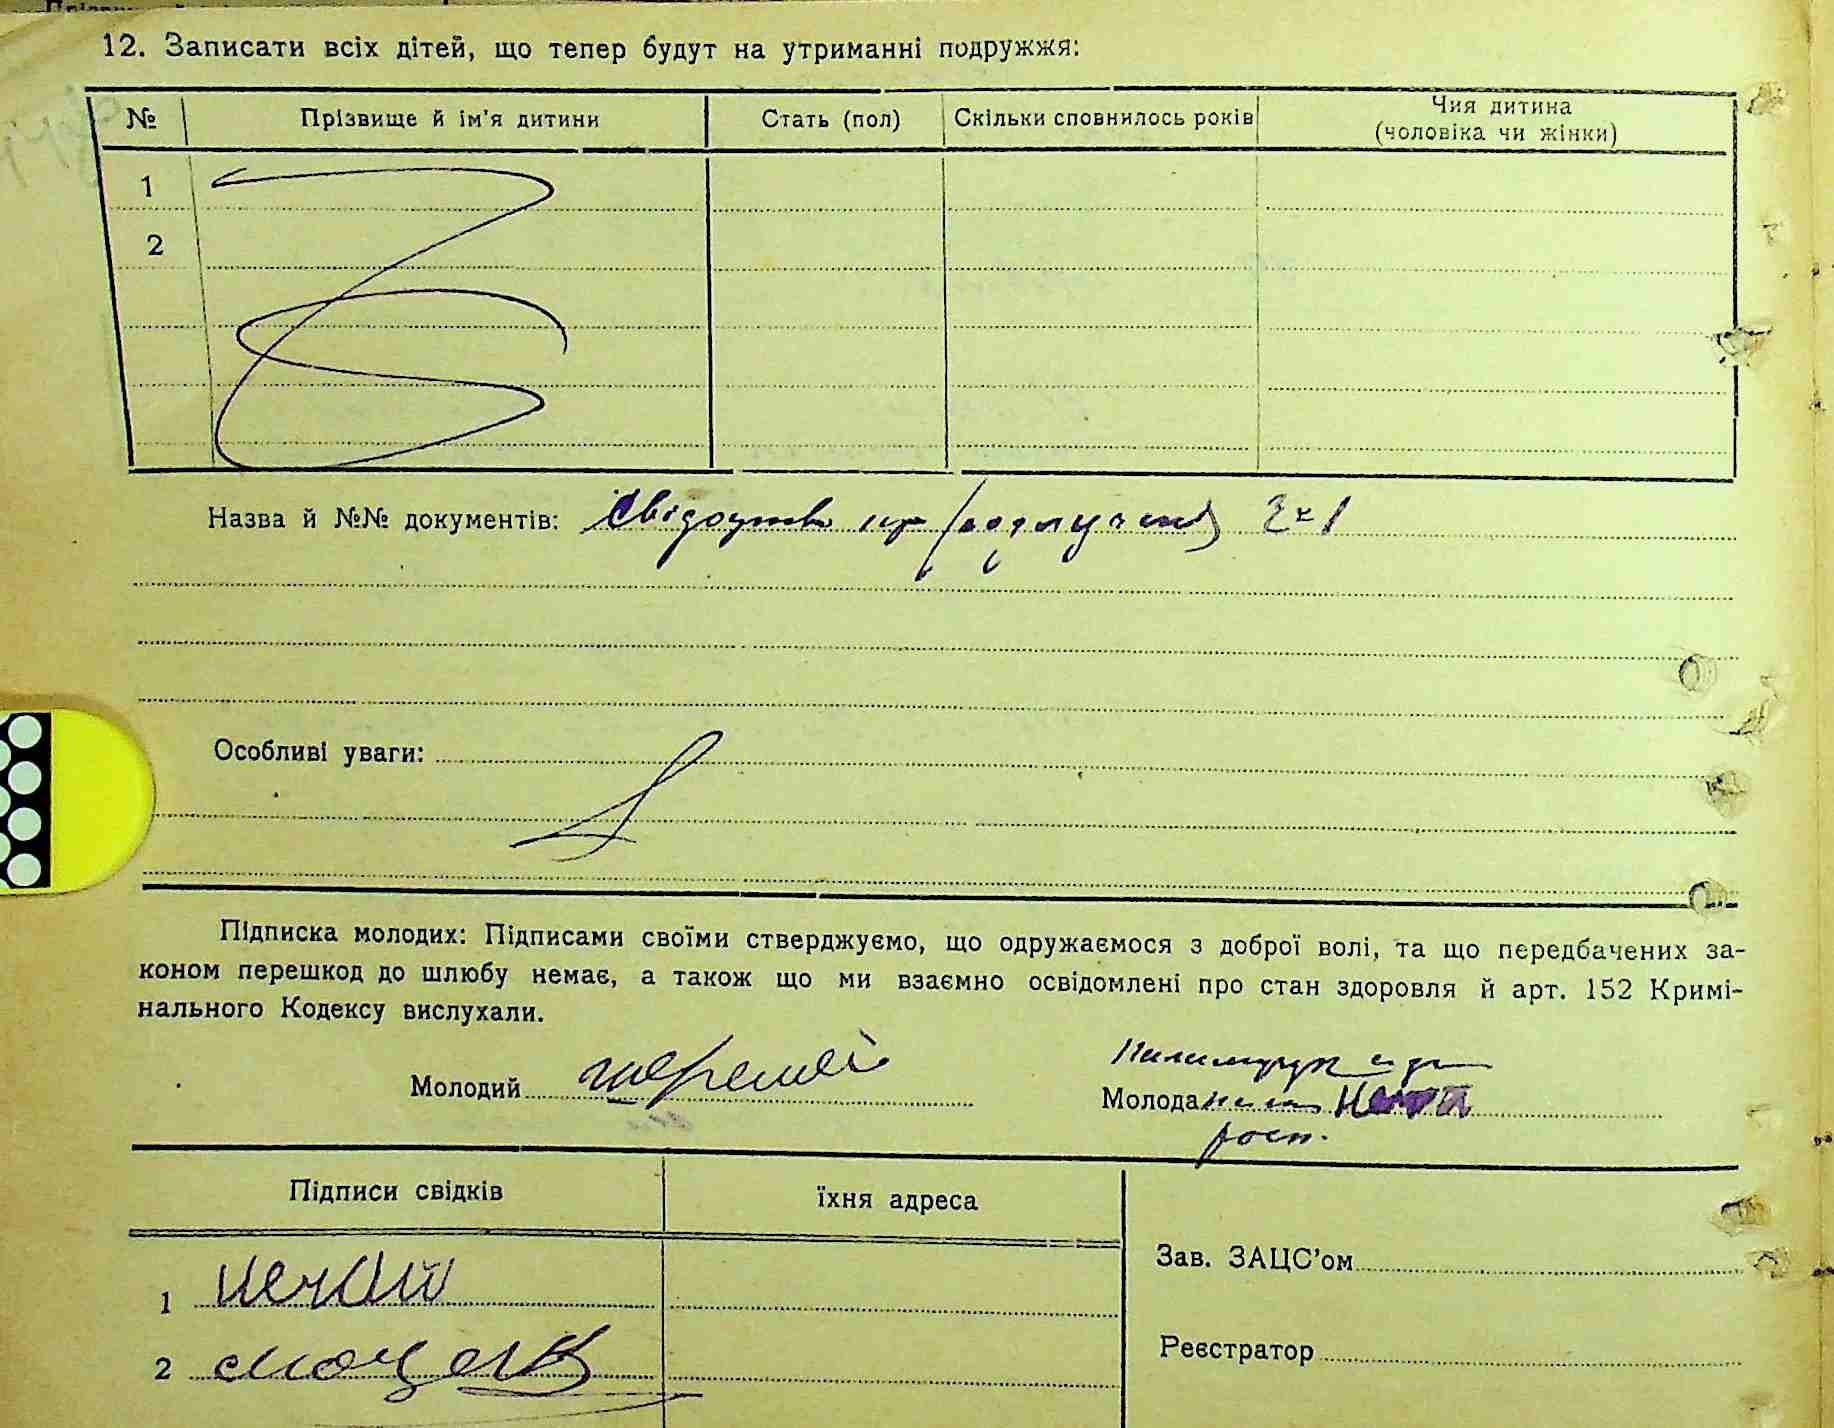 12. Записати всіх дітей, що тепер будут на утриманні подружжя:
№ Прізвище й ім'я дитини Стать (пол) Скільки сповнилось років Чия дитина
(чоловіка чи жінки)
1
2
Назва й №№ документів: Свідоцтво
Особливі уваги:
Підписка молодих: Підписами своїми стверджуємо, що одружаємося з доброї волі, та що передбачених за-
коном перешкод до шлюбу немає, а також що ми взаємно освідомлені про стан здоровля й арт. 152 Кримі-
нального Кодексу вислухали.
Молодий
Молода
розп.
Підписи свідків їхня адреса
Зав. ЗАЦС'ом
1
Реєстратор
2